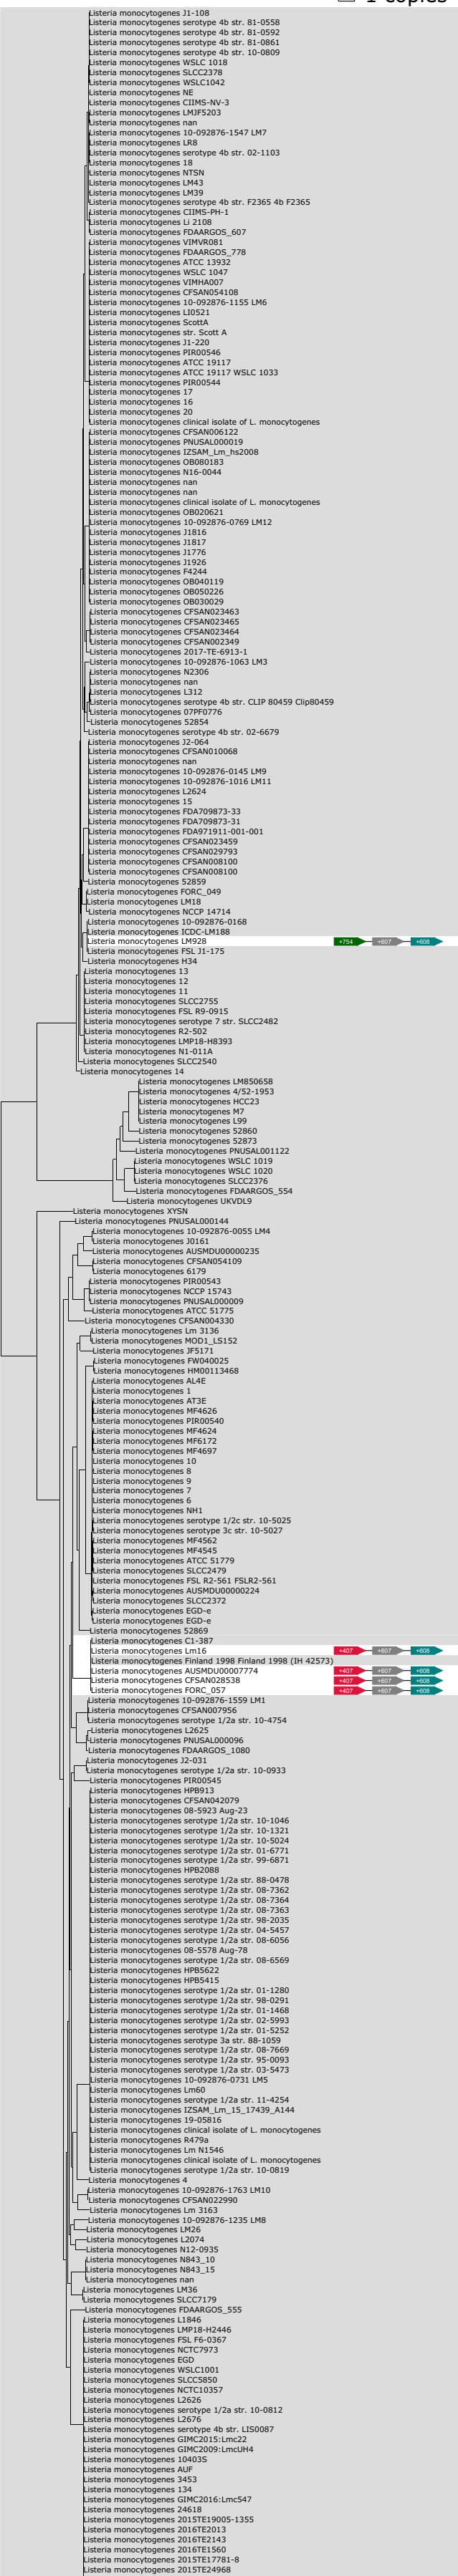 1 copies
Listeria monocytogenes J1-108
Listeria monocytogenes serotype 4b str. 81-0558
Listeria monocytogenes serotype 4b str. 81-0592
Listeria monocytogenes serotype 4b str. 81-0861
Listeria monocytogenes serotype 4b str. 10-0809
Listeria monocytogenes WSLC 1018
Listeria monocytogenes SLCC2378
Listeria monocytogenes WSLC1042
Listeria monocytogenes NE
Listeria monocytogenes CIIMS-NV-3
Listeria monocytogenes LMJF5203
Listeria monocytogenes nan
Listeria monocytogenes 10-092876-1547 LM7
Listeria monocytogenes LR8
Listeria monocytogenes serotype 4b str. 02-1103
Listeria monocytogenes 18
Listeria monocytogenes NTSN
Listeria monocytogenes LM43
Listeria monocytogenes LM39
Listeria monocytogenes serotype 4b str. F2365 4b F2365
Listeria monocytogenes CIIMS-PH-1
Listeria monocytogenes Li 2108
Listeria monocytogenes FDAARGOS_607
Listeria monocytogenes VIMVR081
Listeria monocytogenes FDAARGOS_778
Listeria monocytogenes ATCC 13932
Listeria monocytogenes WSLC 1047
Listeria monocytogenes VIMHA007
Listeria monocytogenes CFSAN054108
Listeria monocytogenes 10-092876-1155 LM6
Listeria monocytogenes LI0521
Listeria monocytogenes ScottA
Listeria monocytogenes str. Scott A
Listeria monocytogenes J1-220
Listeria monocytogenes PIR00546
Listeria monocytogenes ATCC 19117
Listeria monocytogenes ATCC 19117 WSLC 1033
Listeria monocytogenes PIR00544
Listeria monocytogenes 17
Listeria monocytogenes 16
Listeria monocytogenes 20
Listeria monocytogenes clinical isolate of L. monocytogenes
Listeria monocytogenes CFSAN006122
Listeria monocytogenes PNUSAL000019
Listeria monocytogenes IZSAM_Lm_hs2008
Listeria monocytogenes OB080183
Listeria monocytogenes N16-0044
Listeria monocytogenes nan
Listeria monocytogenes nan
Listeria monocytogenes clinical isolate of L. monocytogenes
Listeria monocytogenes OB020621
Listeria monocytogenes 10-092876-0769 LM12
Listeria monocytogenes J1816
Listeria monocytogenes J1817
Listeria monocytogenes J1776
Listeria monocytogenes J1926
Listeria monocytogenes F4244
Listeria monocytogenes OB040119
Listeria monocytogenes OB050226
Listeria monocytogenes OB030029
Listeria monocytogenes CFSAN023463
Listeria monocytogenes CFSAN023465
Listeria monocytogenes CFSAN023464
Listeria monocytogenes CFSAN002349
Listeria monocytogenes 2017-TE-6913-1
Listeria monocytogenes 10-092876-1063 LM3
Listeria monocytogenes N2306
Listeria monocytogenes nan
Listeria monocytogenes L312
Listeria monocytogenes serotype 4b str. CLIP 80459 Clip80459
Listeria monocytogenes 07PF0776
Listeria monocytogenes 52854
Listeria monocytogenes serotype 4b str. 02-6679
Listeria monocytogenes J2-064
Listeria monocytogenes CFSAN010068
Listeria monocytogenes nan
Listeria monocytogenes 10-092876-0145 LM9
Listeria monocytogenes 10-092876-1016 LM11
Listeria monocytogenes L2624
Listeria monocytogenes 15
Listeria monocytogenes FDA709873-33
Listeria monocytogenes FDA709873-31
Listeria monocytogenes FDA971911-001-001
Listeria monocytogenes CFSAN023459
Listeria monocytogenes CFSAN029793
Listeria monocytogenes CFSAN008100
Listeria monocytogenes CFSAN008100
Listeria monocytogenes 52859
Listeria monocytogenes FORC_049
Listeria monocytogenes LM18
Listeria monocytogenes NCCP 14714
Listeria monocytogenes 10-092876-0168
Listeria monocytogenes ICDC-LM188
Listeria monocytogenes LM928 +754 +607 +608
Listeria monocytogenes FSL J1-175
Listeria monocytogenes H34
Listeria monocytogenes 13
Listeria monocytogenes 12
Listeria monocytogenes 11
Listeria monocytogenes SLCC2755
Listeria monocytogenes FSL R9-0915
Listeria monocytogenes serotype 7 str. SLCC2482
Listeria monocytogenes R2-502
Listeria monocytogenes LMP18-H8393
Listeria monocytogenes N1-011A
Listeria monocytogenes SLCC2540
Listeria monocytogenes 14
Listeria monocytogenes LM850658
Listeria monocytogenes 4/52-1953
Listeria monocytogenes HCC23
Listeria monocytogenes M7
Listeria monocytogenes L99
Listeria monocytogenes 52860
Listeria monocytogenes 52873
Listeria monocytogenes PNUSAL001122
Listeria monocytogenes WSLC 1019
Listeria monocytogenes WSLC 1020
Listeria monocytogenes SLCC2376
Listeria monocytogenes FDAARGOS_554
Listeria monocytogenes UKVDL9
Listeria monocytogenes XYSN
Listeria monocytogenes PNUSAL000144
Listeria monocytogenes 10-092876-0055 LM4
Listeria monocytogenes J0161
Listeria monocytogenes AUSMDU00000235
Listeria monocytogenes CFSAN054109
Listeria monocytogenes 6179
Listeria monocytogenes PIR00543
Listeria monocytogenes NCCP 15743
Listeria monocytogenes PNUSAL000009
Listeria monocytogenes ATCC 51775
Listeria monocytogenes CFSAN004330
Listeria monocytogenes Lm 3136
Listeria monocytogenes MOD1_LS152
Listeria monocytogenes JF5171
Listeria monocytogenes FW040025
Listeria monocytogenes HM00113468
Listeria monocytogenes AL4E
Listeria monocytogenes 1
Listeria monocytogenes AT3E
Listeria monocytogenes MF4626
Listeria monocytogenes PIR00540
Listeria monocytogenes MF4624
Listeria monocytogenes MF6172
Listeria monocytogenes MF4697
Listeria monocytogenes 10
Listeria monocytogenes 8
Listeria monocytogenes 9
Listeria monocytogenes 7
Listeria monocytogenes 6
Listeria monocytogenes NH1
Listeria monocytogenes serotype 1/2c str. 10-5025
Listeria monocytogenes serotype 3c str. 10-5027
Listeria monocytogenes MF4562
Listeria monocytogenes MF4545
Listeria monocytogenes ATCC 51779
Listeria monocytogenes SLCC2479
Listeria monocytogenes FSL R2-561 FSLR2-561
Listeria monocytogenes AUSMDU00000224
Listeria monocytogenes SLCC2372
Listeria monocytogenes EGD-e
Listeria monocytogenes EGD-e
Listeria monocytogenes 52869
Listeria monocytogenes C1-387
Listeria monocytogenes Lm16 +407 +607 +608
Listeria monocytogenes Finland 1998 Finland 1998 (IH 42573)
Listeria monocytogenes AUSMDU00007774 +407 +607 +608
Listeria monocytogenes CFSAN028538 +407 +607 +608
Listeria monocytogenes FORC_057 +407 +607 +608
Listeria monocytogenes 10-092876-1559 LM1
Listeria monocytogenes CFSAN007956
Listeria monocytogenes serotype 1/2a str. 10-4754
Listeria monocytogenes L2625
Listeria monocytogenes PNUSAL000096
Listeria monocytogenes FDAARGOS_1080
Listeria monocytogenes J2-031
Listeria monocytogenes serotype 1/2a str. 10-0933
Listeria monocytogenes PIR00545
Listeria monocytogenes HPB913
Listeria monocytogenes CFSAN042079
Listeria monocytogenes 08-5923 Aug-23
Listeria monocytogenes serotype 1/2a str. 10-1046
Listeria monocytogenes serotype 1/2a str. 10-1321
Listeria monocytogenes serotype 1/2a str. 10-5024
Listeria monocytogenes serotype 1/2a str. 01-6771
Listeria monocytogenes serotype 1/2a str. 99-6871
Listeria monocytogenes HPB2088
Listeria monocytogenes serotype 1/2a str. 88-0478
Listeria monocytogenes serotype 1/2a str. 08-7362
Listeria monocytogenes serotype 1/2a str. 08-7364
Listeria monocytogenes serotype 1/2a str. 08-7363
Listeria monocytogenes serotype 1/2a str. 98-2035
Listeria monocytogenes serotype 1/2a str. 04-5457
Listeria monocytogenes serotype 1/2a str. 08-6056
Listeria monocytogenes 08-5578 Aug-78
Listeria monocytogenes serotype 1/2a str. 08-6569
Listeria monocytogenes HPB5622
Listeria monocytogenes HPB5415
Listeria monocytogenes serotype 1/2a str. 01-1280
Listeria monocytogenes serotype 1/2a str. 98-0291
Listeria monocytogenes serotype 1/2a str. 01-1468
Listeria monocytogenes serotype 1/2a str. 02-5993
Listeria monocytogenes serotype 1/2a str. 01-5252
Listeria monocytogenes serotype 3a str. 88-1059
Listeria monocytogenes serotype 1/2a str. 08-7669
Listeria monocytogenes serotype 1/2a str. 95-0093
Listeria monocytogenes serotype 1/2a str. 03-5473
Listeria monocytogenes 10-092876-0731 LM5
Listeria monocytogenes Lm60
Listeria monocytogenes serotype 1/2a str. 11-4254
Listeria monocytogenes IZSAM_Lm_15_17439_A144
Listeria monocytogenes 19-05816
Listeria monocytogenes clinical isolate of L. monocytogenes
Listeria monocytogenes R479a
Listeria monocytogenes Lm N1546
Listeria monocytogenes clinical isolate of L. monocytogenes
Listeria monocytogenes serotype 1/2a str. 10-0819
Listeria monocytogenes 4
Listeria monocytogenes 10-092876-1763 LM10
Listeria monocytogenes CFSAN022990
Listeria monocytogenes Lm 3163
Listeria monocytogenes 10-092876-1235 LM8
Listeria monocytogenes LM26
Listeria monocytogenes L2074
Listeria monocytogenes N12-0935
Listeria monocytogenes N843_10
Listeria monocytogenes N843_15
Listeria monocytogenes nan
Listeria monocytogenes LM36
Listeria monocytogenes SLCC7179
Listeria monocytogenes FDAARGOS_555
Listeria monocytogenes L1846
Listeria monocytogenes LMP18-H2446
Listeria monocytogenes FSL F6-0367
Listeria monocytogenes NCTC7973
Listeria monocytogenes EGD
Listeria monocytogenes WSLC1001
Listeria monocytogenes SLCC5850
Listeria monocytogenes NCTC10357
Listeria monocytogenes L2626
Listeria monocytogenes serotype 1/2a str. 10-0812
Listeria monocytogenes L2676
Listeria monocytogenes serotype 4b str. LIS0087
Listeria monocytogenes GIMC2015:Lmc22
Listeria monocytogenes GIMC2009:LmcUH4
Listeria monocytogenes 10403S
Listeria monocytogenes AUF
Listeria monocytogenes 3453
Listeria monocytogenes 134
Listeria monocytogenes GIMC2016:Lmc547
Listeria monocytogenes 24618
Listeria monocytogenes 2015TE19005-1355
Listeria monocytogenes 2016TE2013
Listeria monocytogenes 2016TE2143
Listeria monocytogenes 2016TE1560
Listeria monocytogenes 2015TE17781-8
Listeria monocytogenes 2015TE24968